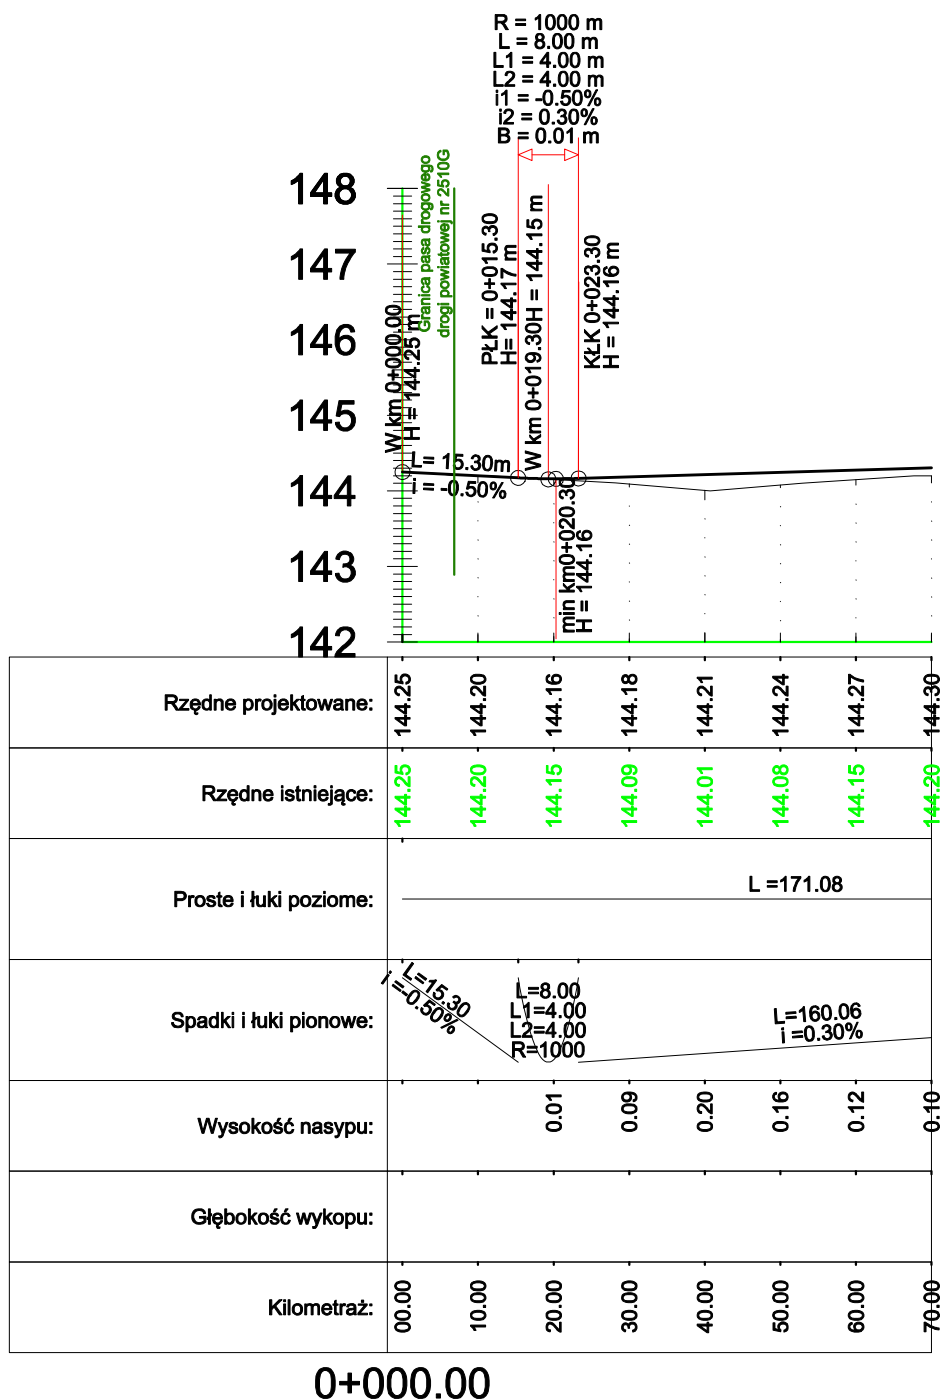 R = 1000 m
L = 8.00 m
L1 = 4.00 m
L2 = 4.00 m
i1 = -0.50%
i2 = 0.30%
B = 0.01 m
148
147
146
145
144
143
142
Granica pasa drogowego
drogi powiatowej nr 2510G
W km 0+000.00
H = 144.25 m
PŁK = 0+015.30
H= 144.17 m
W km 0+019.30H = 144.15 m
KŁK 0+023.30
H = 144.16 m
L= 15.30m
i = -0.50%
min km0+020.30
H = 144.16
Rzędne projektowane: 144.25 144.20 144.16 144.18 144.21 144.24 144.27 144.30
Rzędne istniejące: 144.25 144.20 144.15 144.09 144.01 144.08 144.15 144.20
Proste i łuki poziome: L =171.08
Spadki i łuki pionowe:
L=15.30
i =-0.50%
L=8.00
L1=4.00
L2=4.00
R=1000
L=160.06
i =0.30%
Wysokość nasypu: 0.01 0.09 0.20 0.16 0.12 0.10
Głębokość wykopu:
Kilometraż: 00.00 10.00 20.00 30.00 40.00 50.00 60.00 70.00
0+000.00